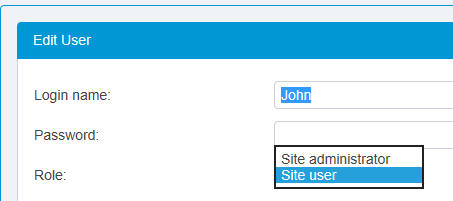 Edit User
Login name:
John
Password:
Site administrator
Role:
Site user